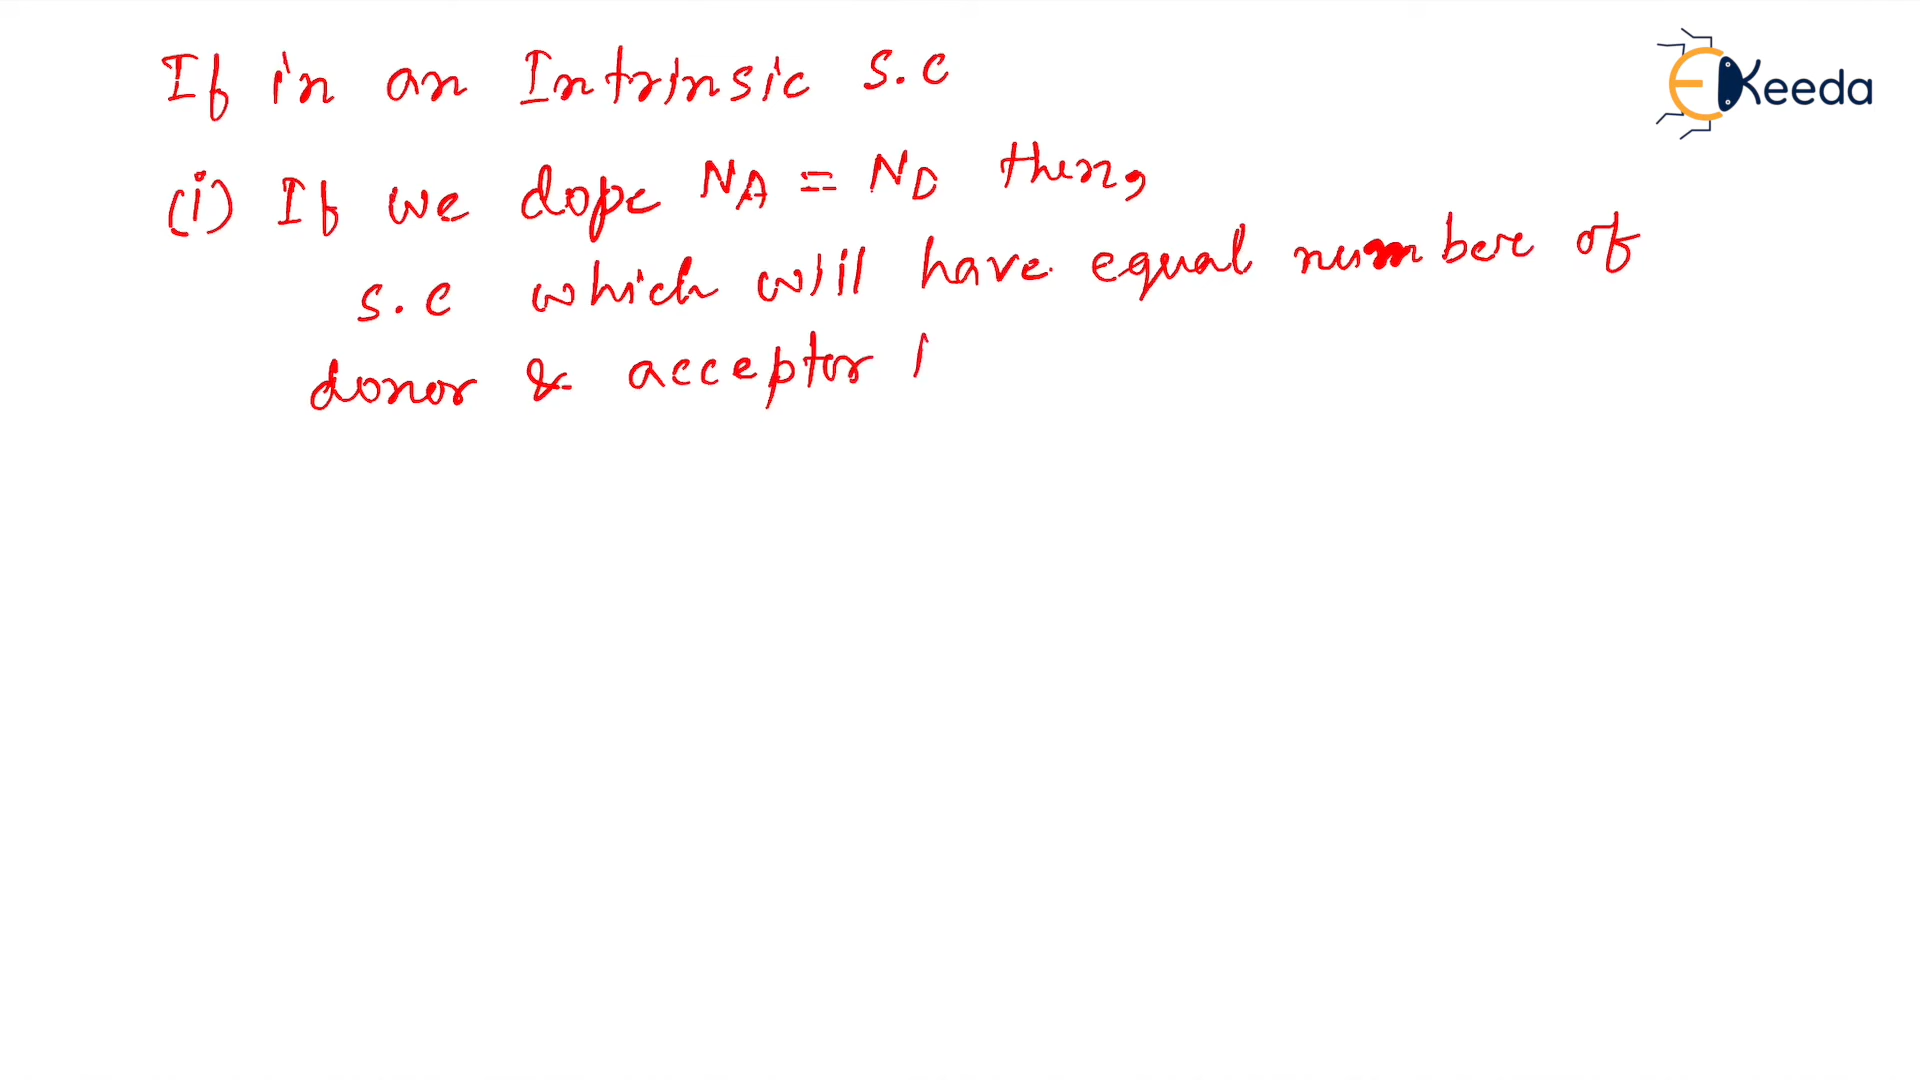 If in an Intrinsic S.C
EKeeda
(i) If we dope NA = ND then,
S.C which will have equal number of
donor & acceptor